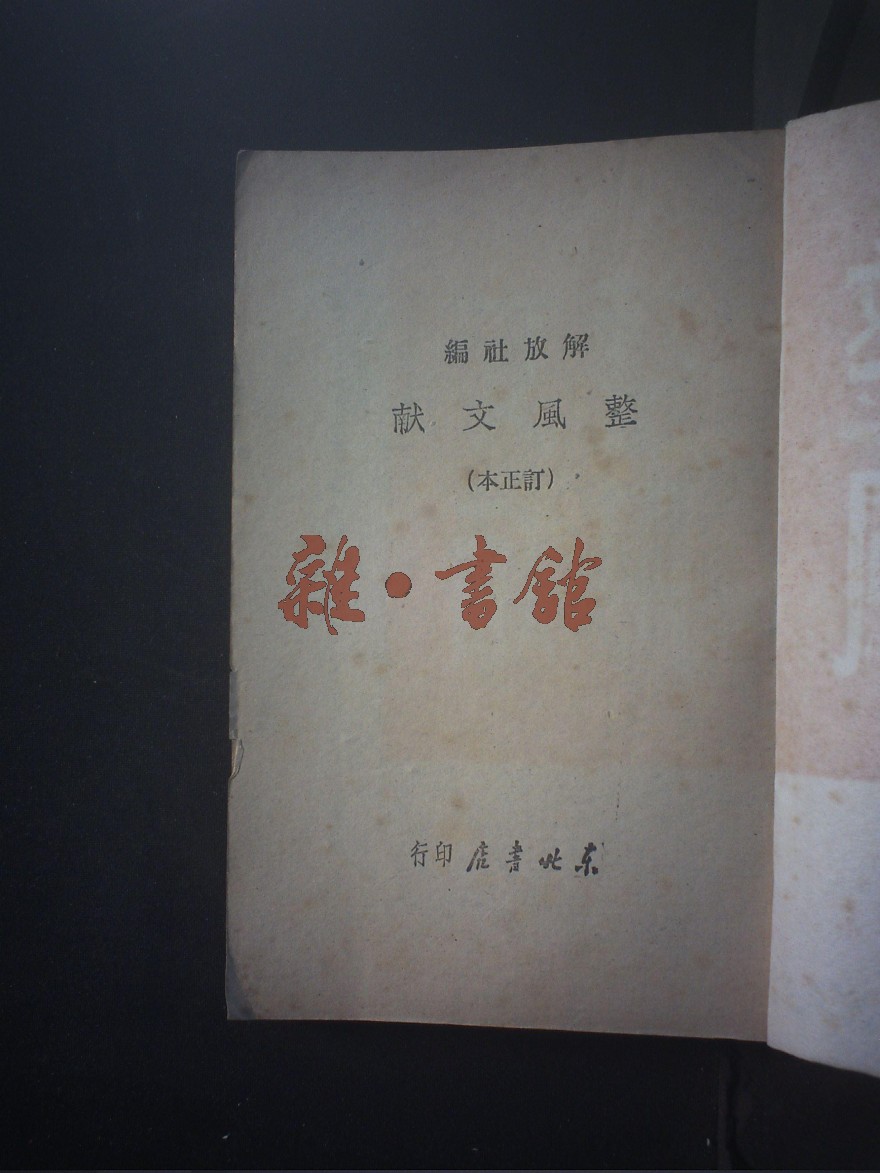 解放社編
整風文献
(訂正本)
雜·書館
东北書店印行